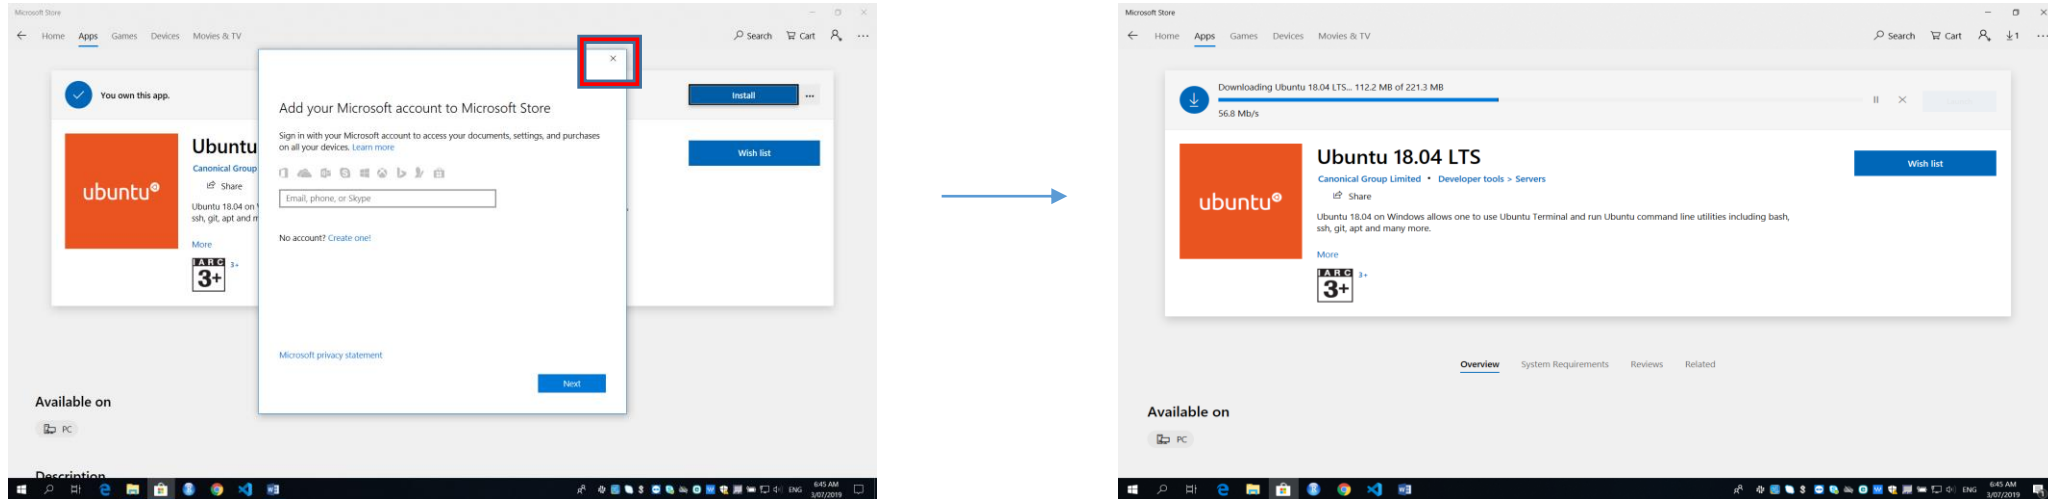 Microsoft Store
Home Apps Games Devices Movies & TV Search Cart
You own this app.
Install
Add your Microsoft account to Microsoft Store
Sign in with your Microsoft account to access your documents, settings, and purchases
on all your devices. Learn more
Email, phone, or Skype
No account? Create one!
Microsoft privacy statement
Next
ubuntu
Ubuntu
Canonical Group
Share
Ubuntu 18.04 on
ssh, git, apt and
More
IARC
3+
3+
Wish list
Available on
PC
Description
ENG
6:45 AM
3/07/2019
Microsoft Store
Home Apps Games Devices Movies & TV Search Cart 1
Downloading Ubuntu 18.04 LTS... 112.2 MB of 221.3 MB
56.8 Mb/s
ubuntu
Ubuntu 18.04 LTS
Canonical Group Limited • Developer tools > Servers
Share
Ubuntu 18.04 on Windows allows one to use Ubuntu Terminal and run Ubuntu command line utilities including bash,
ssh, git, apt and many more.
More
IARC
3+
3+
Wish list
Overview System Requirements Reviews Related
Available on
PC
ENG
6:45 AM
3/07/2019